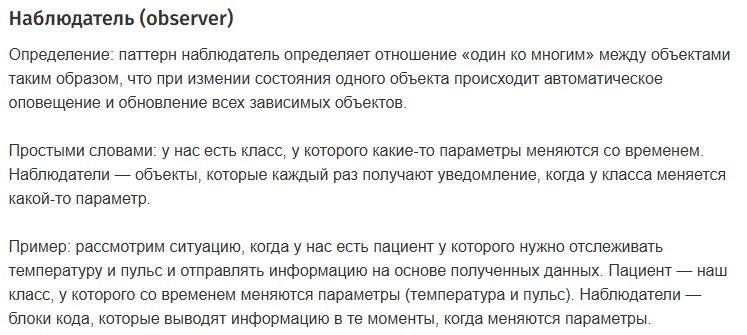 Наблюдатель (observer)
Определение: паттерн наблюдатель определяет отношение «один ко многим» между объектами
таким образом, что при измении состояния одного объекта происходит автоматическое
оповещение и обновление всех зависимых объектов.
Простыми словами: у нас есть класс, у которого какие-то параметры меняются со временем.
Наблюдатели — объекты, которые каждый раз получают уведомление, когда у класса меняется
какой-то параметр.
Пример: рассмотрим ситуацию, когда у нас есть пациент у которого нужно отслеживать
температуру и пульс и отправлять информацию на основе полученных данных. Пациент — наш
класс, у которого со временем меняются параметры (температура и пульс). Наблюдатели —
блоки кода, которые выводят информацию в те моменты, когда меняются параметры.